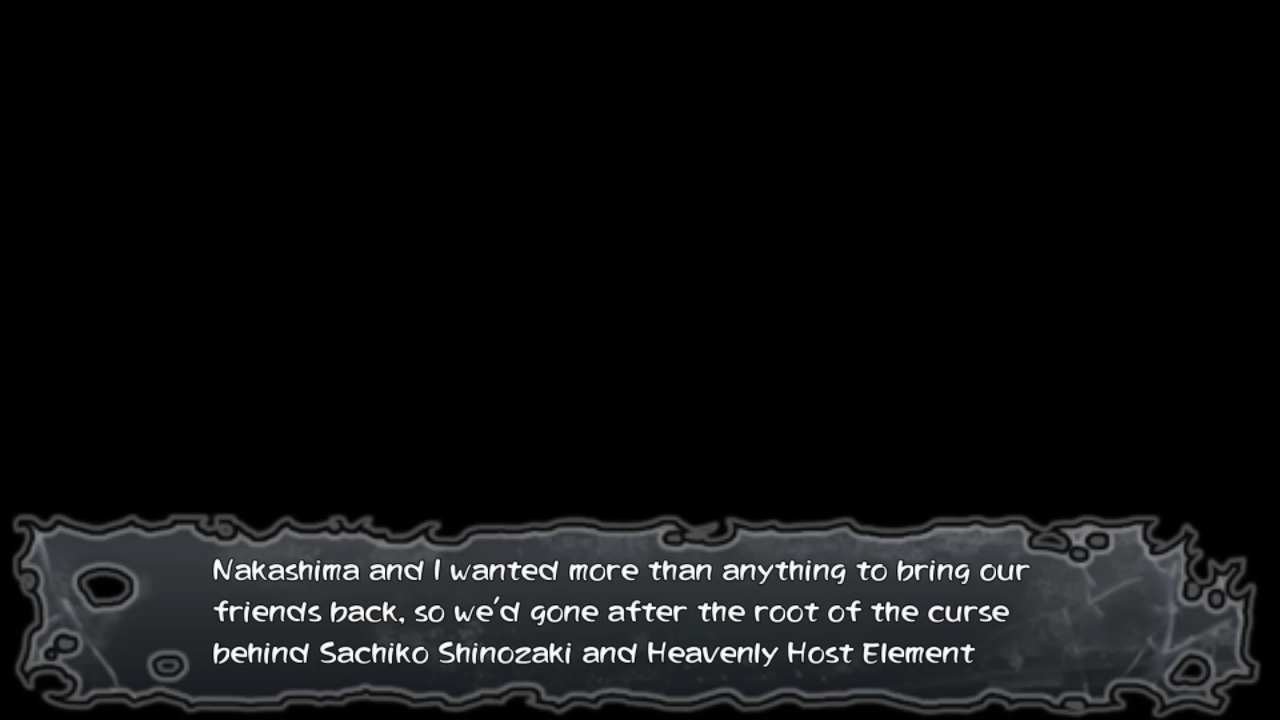 Nakashima and I wanted more than anything to bring our
friends back, so we'd gone after the root of the curse
behind Sachiko Shinozaki and Heavenly Host Element